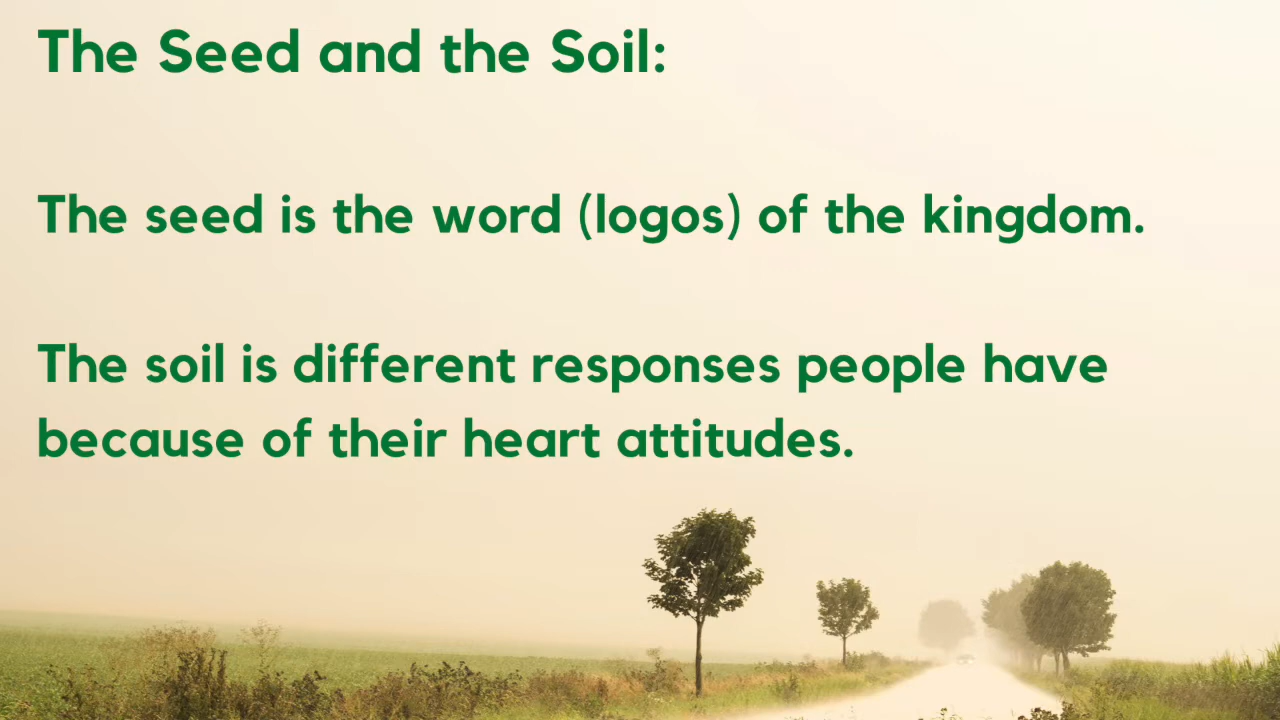 The Seed and the Soil:
The seed is the word (logos) of the kingdom.
The soil is different responses people have
because of their heart attitudes.